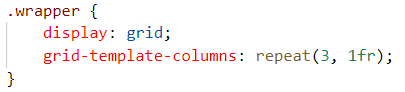 .wrapper {
    display: grid;
    grid-template-columns: repeat(3, 1fr);
}